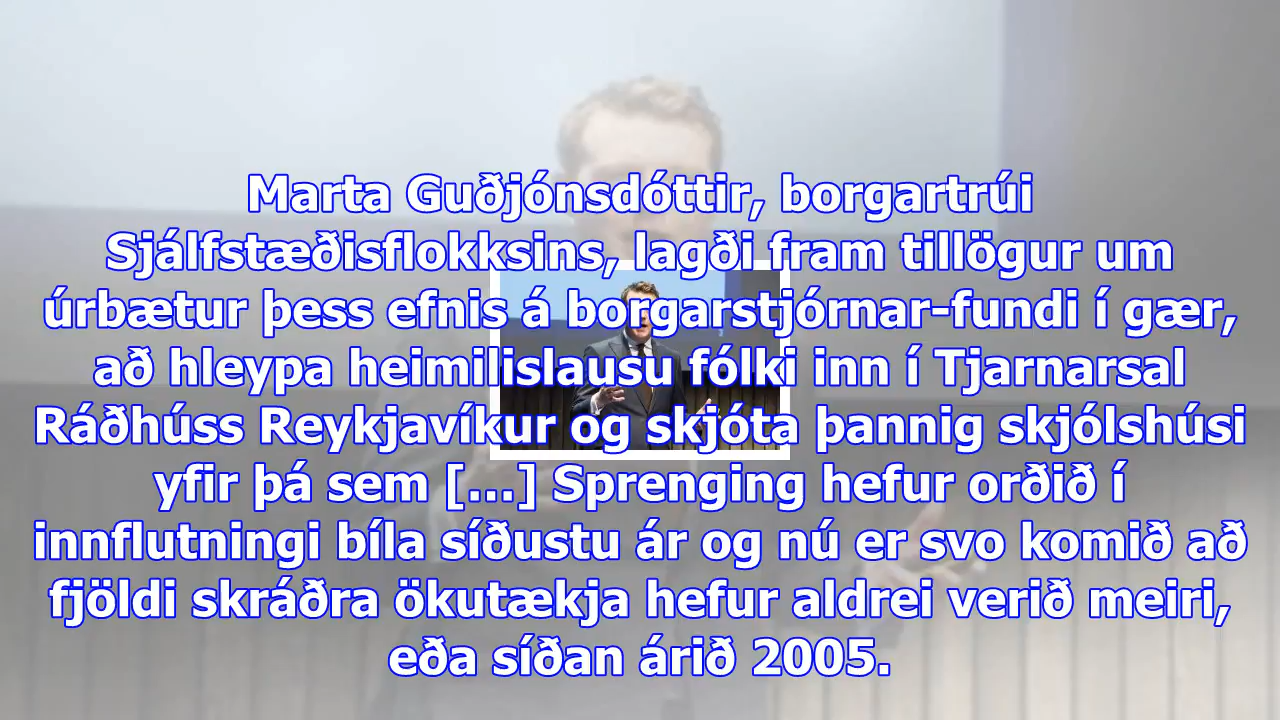 Marta Guðjónsdóttir, borgartrúi
Sjálfstæðisflokksins, lagði fram tillögur um
úrbætur þess efnis á borgarstjórnar-fundi í gær,
að hleypa heimilislausu fólki inn í Tjarnarsal
Ráðhúss Reykjavíkur og skjóta þannig skjólshúsi
yfir þá sem [...] Sprenging hefur orðið í
innflutningi bíla síðustu ár og nú er svo komið að
fjöldi skráðra ökutækja hefur aldrei verið meiri,
eða síðan árið 2005.